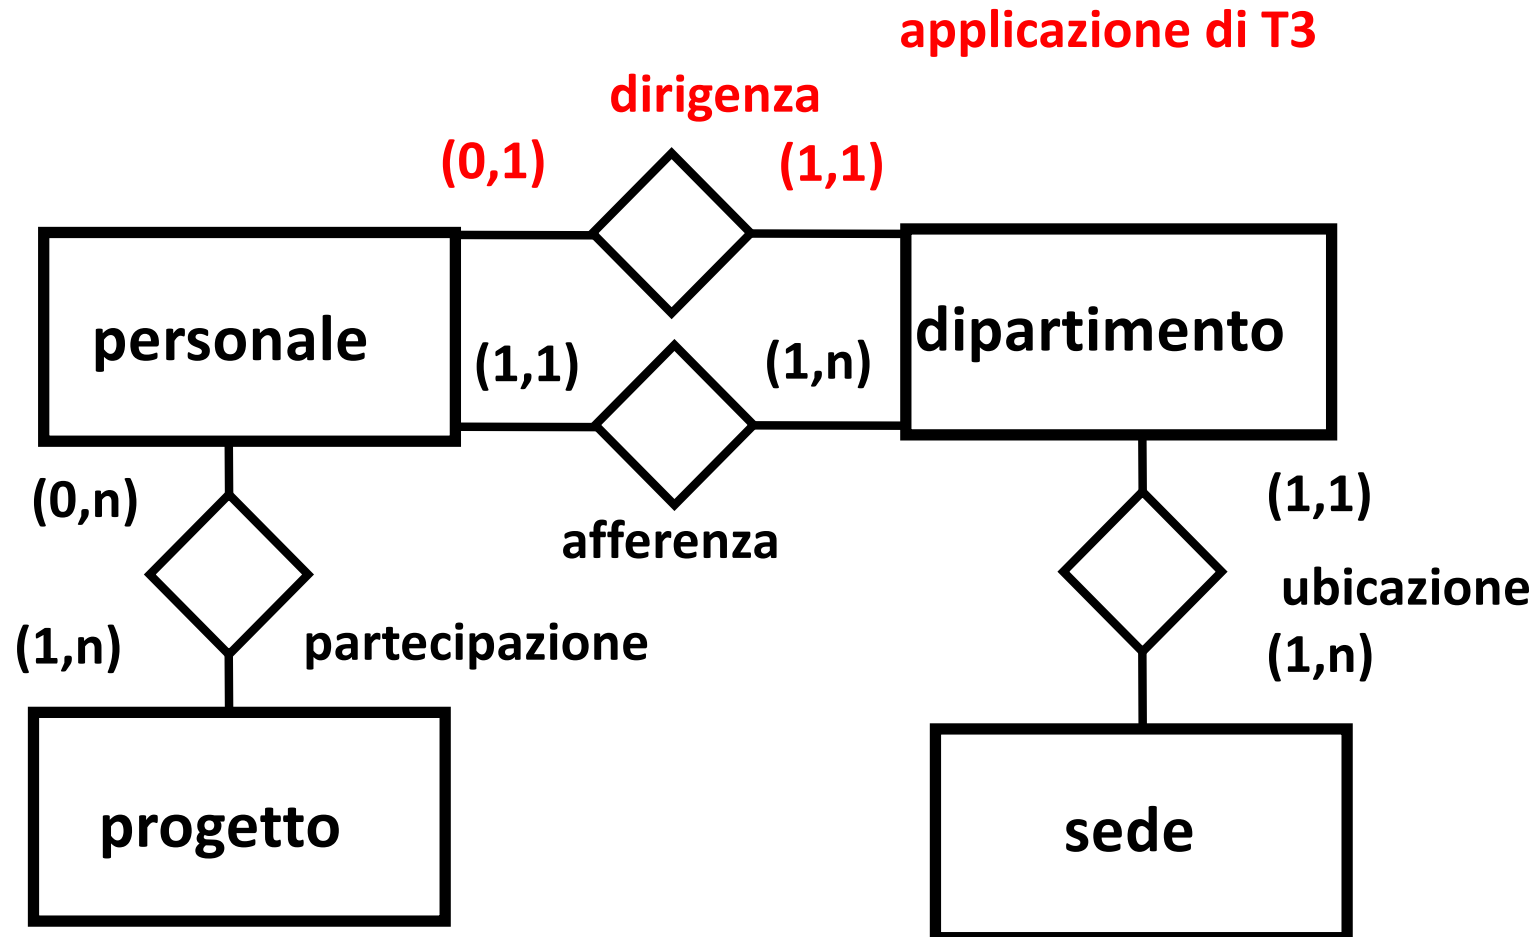 applicazione di T3
dirigenza
(0,1)
(1,1)
personale
dipartimento
(1,1)
(1,n)
afferenza
(0,n)
(1,1)
partecipazione
ubicazione
(1,n)
(1,n)
progetto
sede